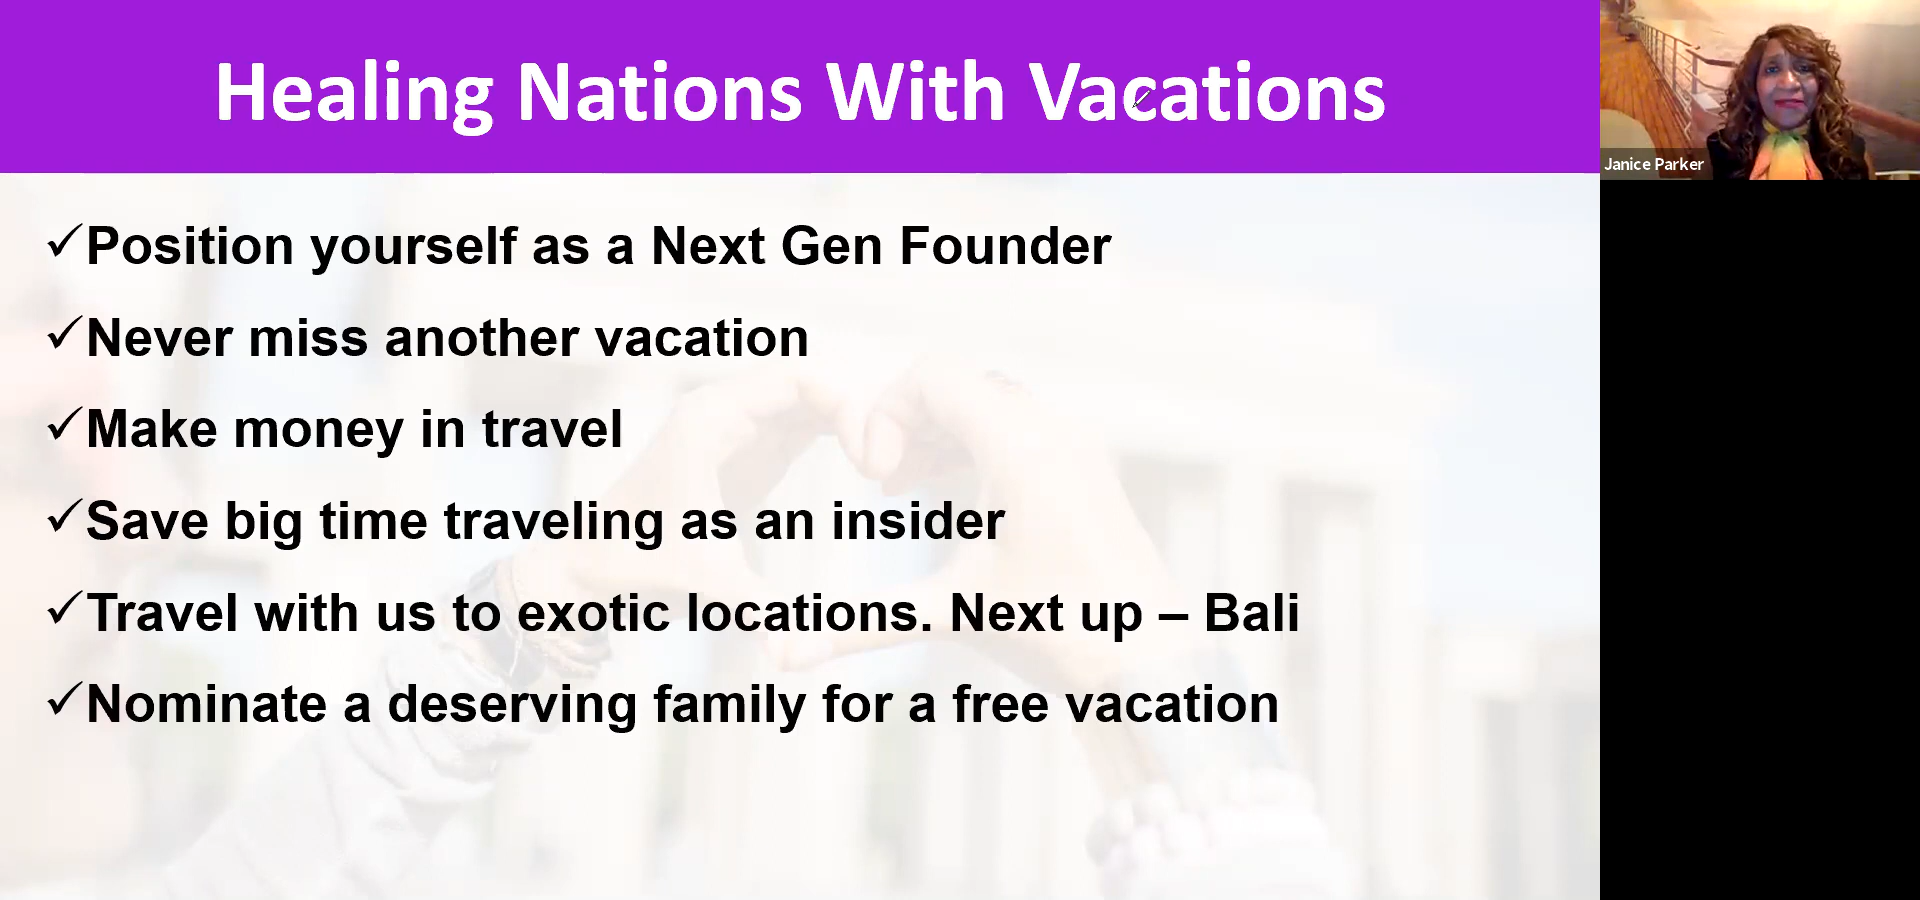 Healing Nations With Vacations
Janice Parker
✓Position yourself as a Next Gen Founder
✓Never miss another vacation
✓Make money in travel
✓Save big time traveling as an insider
✓Travel with us to exotic locations. Next up – Bali
✓Nominate a deserving family for a free vacation